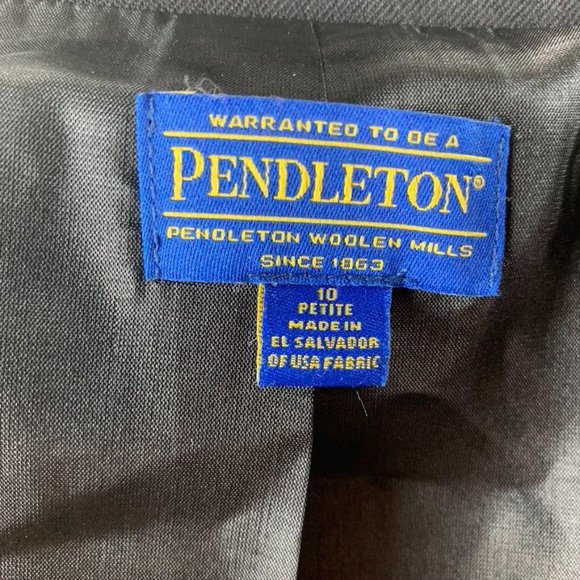 WARRANTED TO BE A
PENDLETON®
PENDLETON WOOLEN MILLS
SINCE 1863
10
PETITE
MADE IN
EL SALVADOR
OF USA FABRIC